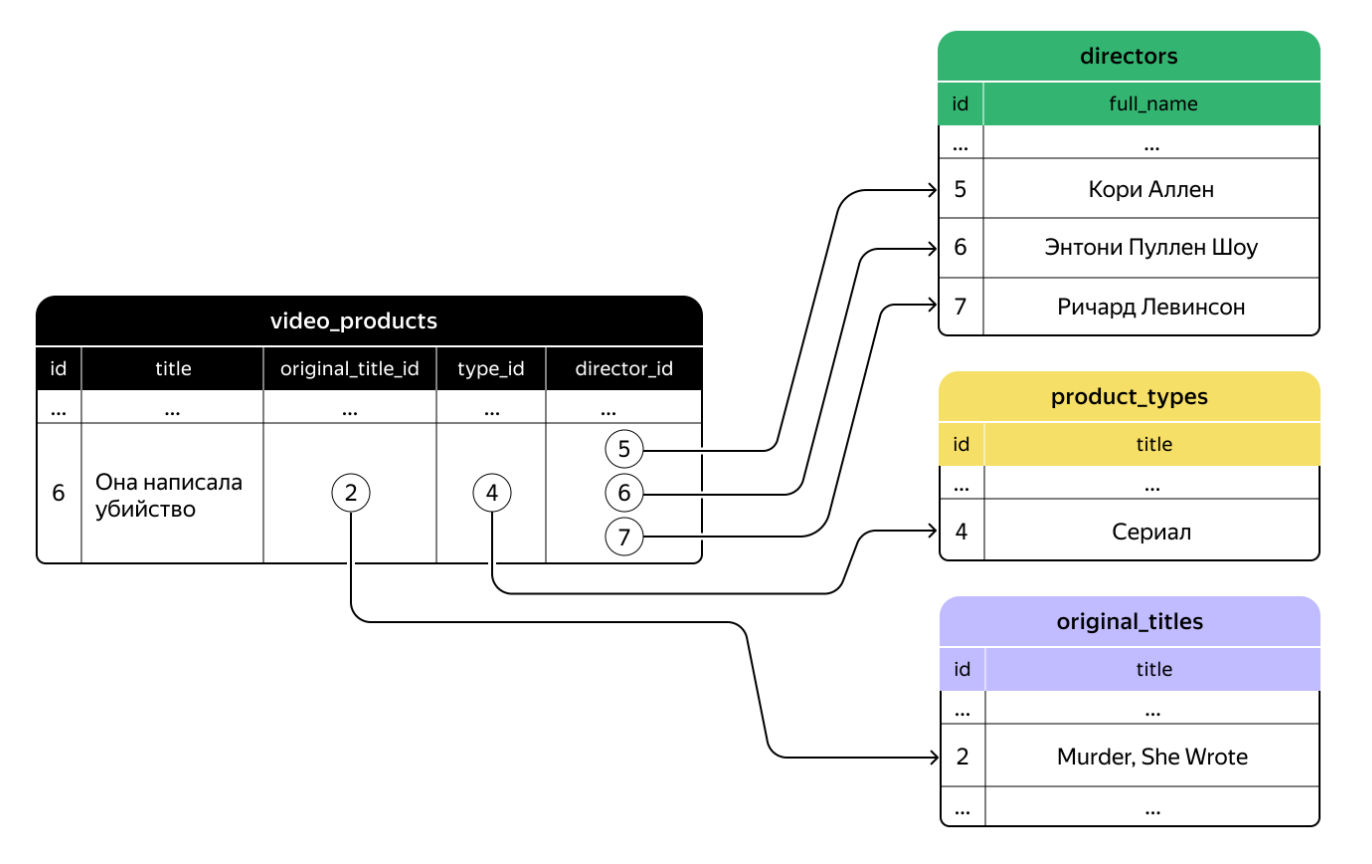 directors
id full_name
... ...
5 Кори Аллен
6 Энтони Пуллен Шоу
7 Ричард Левинсон
video_products
id title original_title_id type_id director_id
... ... ... ... ...
6 Она написала
убийство
2 4 5
6
7
product_types
id title
... ...
4 Сериал
original_titles
id title
... ...
2 Murder, She Wrote
... ...